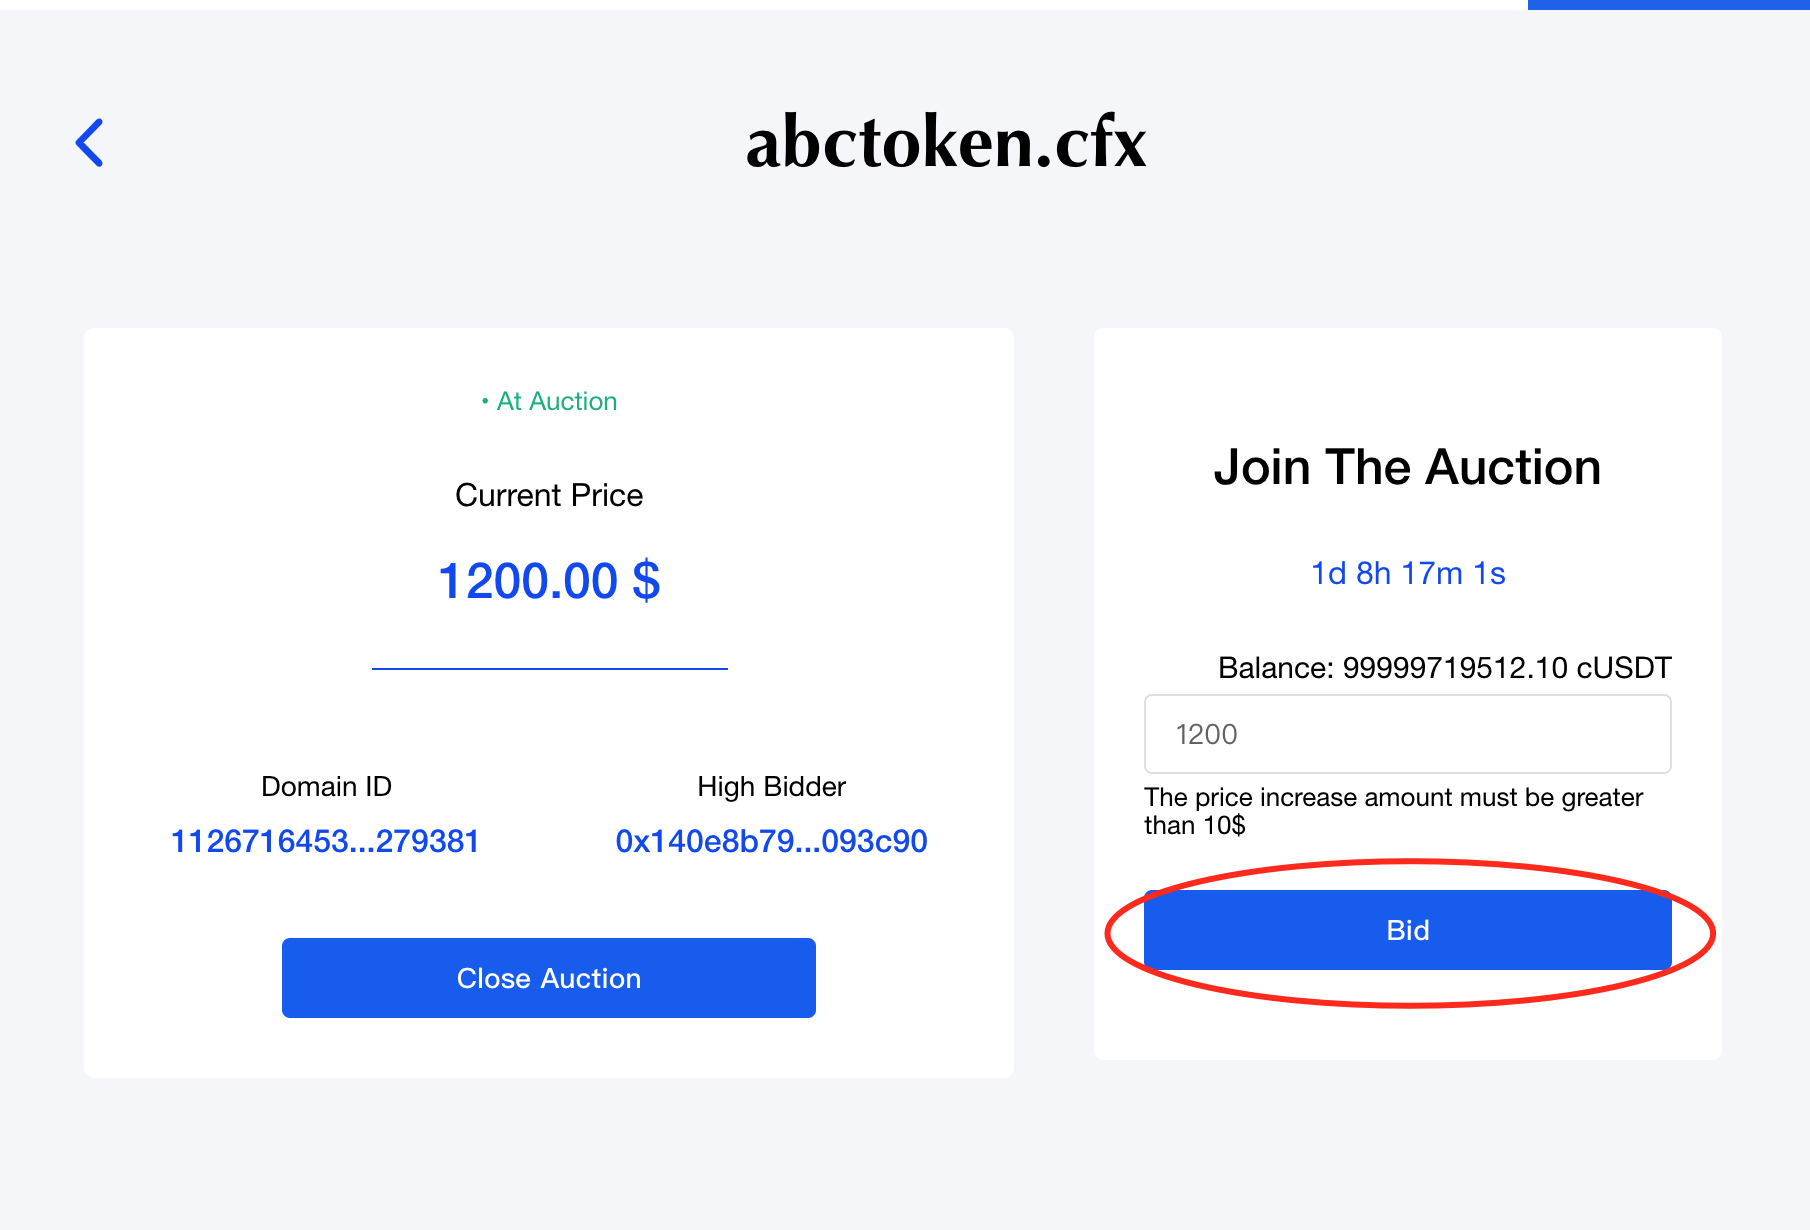 abctoken.cfx
• At Auction
Current Price
1200.00 $
Domain ID
1126716453...279381
High Bidder
0x140e8b79...093c90
Close Auction
Join The Auction
1d 8h 17m 1s
Balance: 99999719512.10 cUSDT
1200
The price increase amount must be greater
than 10$
Bid